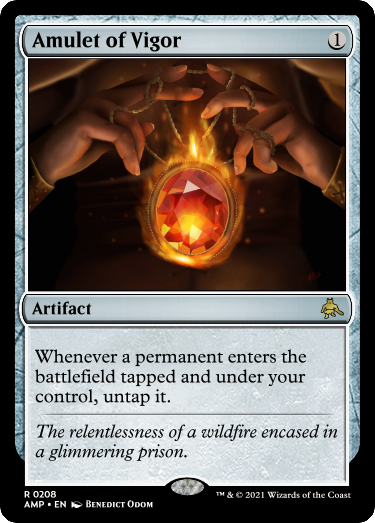 Amulet of Vigor 1
Artifact
Whenever a permanent enters the
battlefield tapped and under your
control, untap it.
The relentlessness of a wildfire encased in
a glimmering prison.
R 0208
AMP • EN Benedict Odom
™ & © 2021 Wizards of the Coast